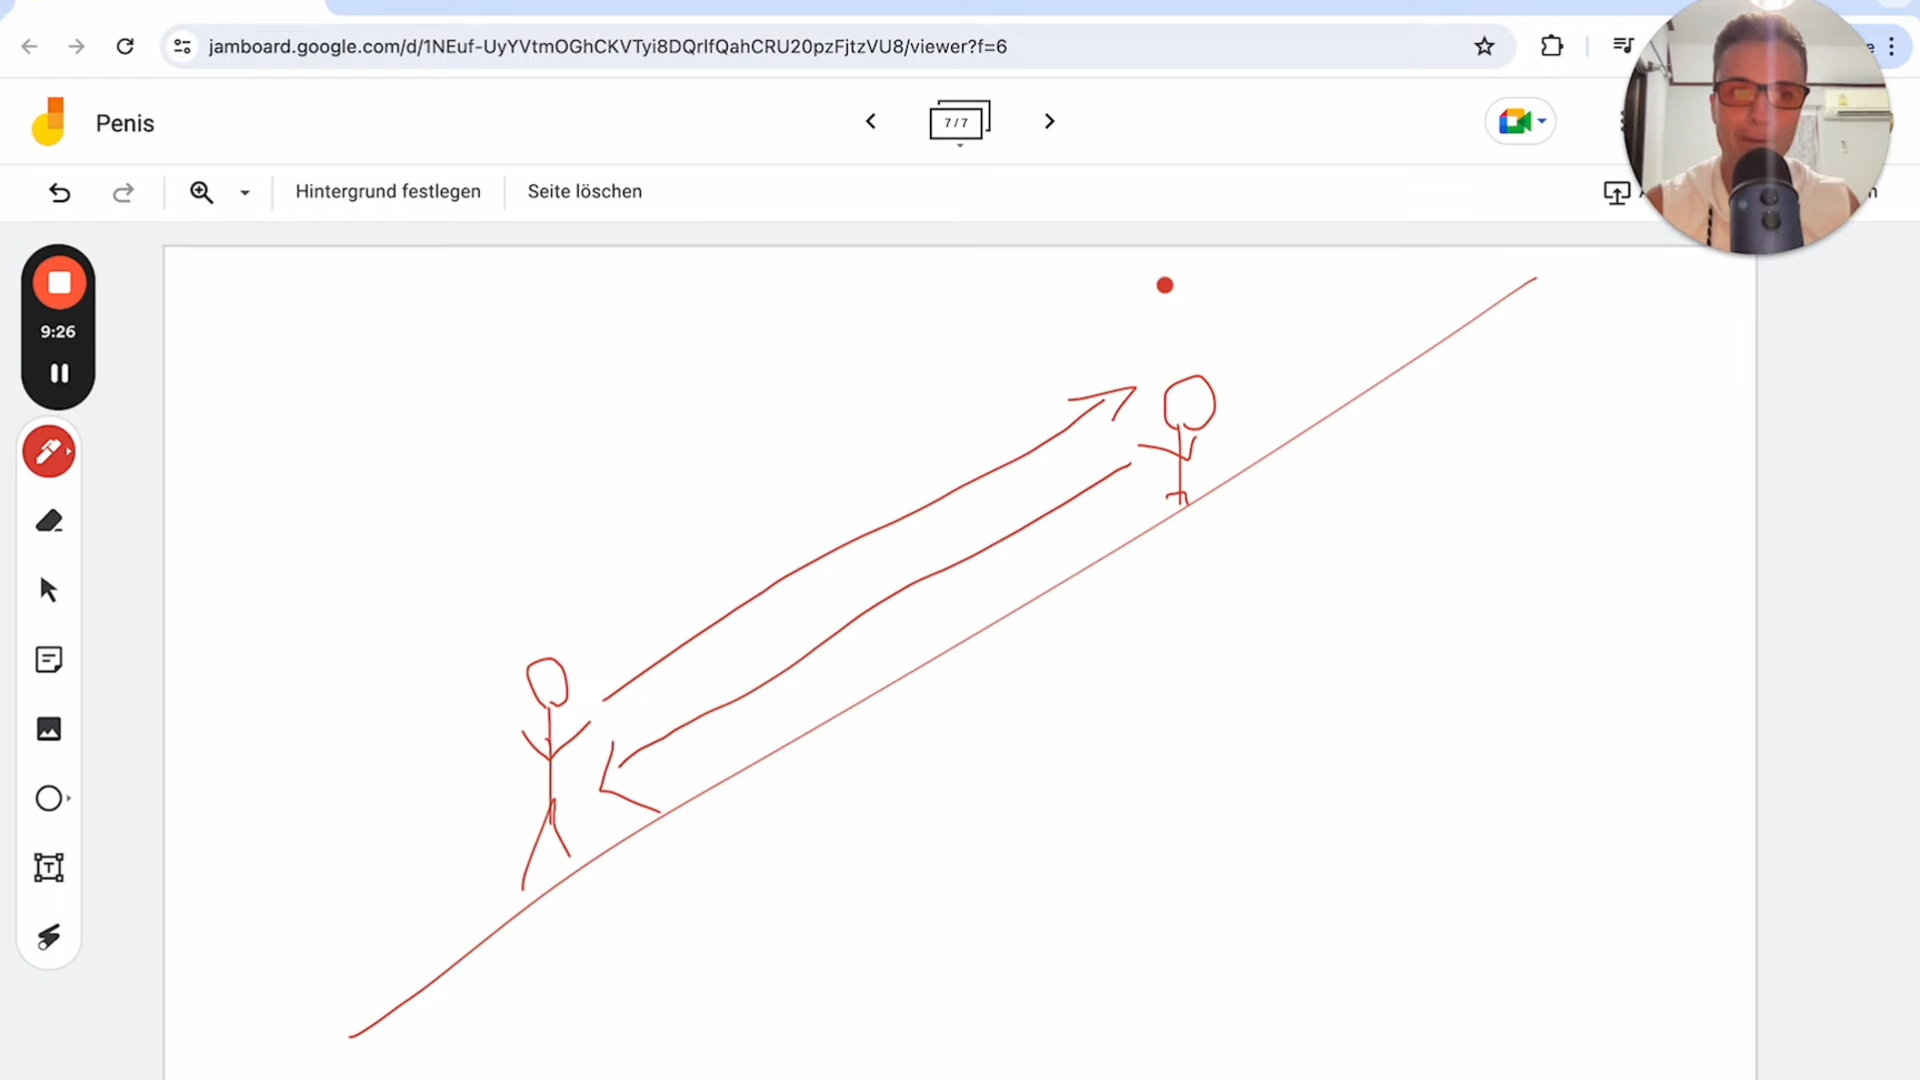 jamboard.google.com/d/1NEuf-UyYVtmOGhCKVTyi8DQrlfQahCRU20pzFjtzVU8/viewer?f=6
Penis
7 / 7
Hintergrund festlegen
Seite löschen
9:26